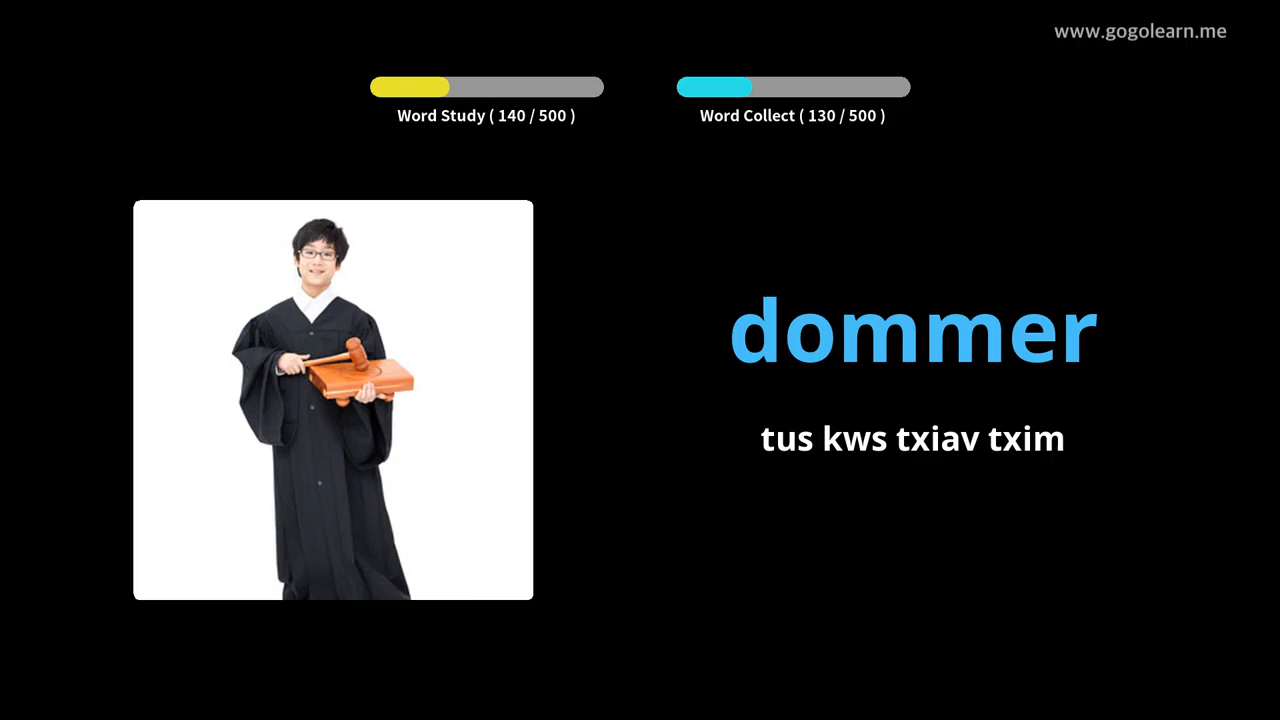 www.gogolearn.me
Word Study ( 140 / 500 )
Word Collect ( 130 / 500 )
dommer
tus kws txiav txim